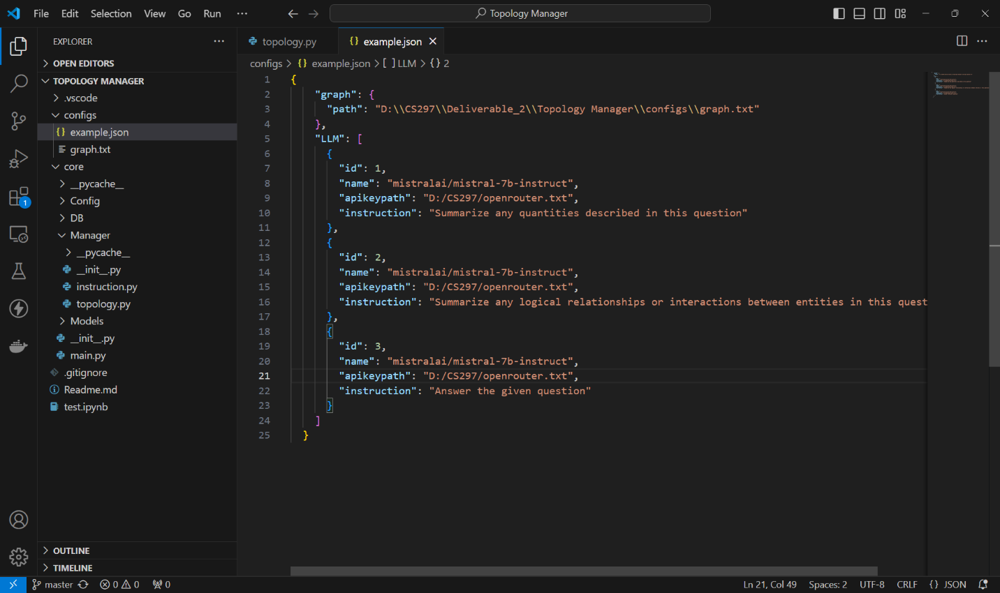 File Edit Selection View Go Run ···
Topology Manager
EXPLORER ···
OPEN EDITORS
TOPOLOGY MANAGER
.vscode
configs
{} example.json
graph.txt
core
__pycache__
Config
DB
Manager
__pycache__
__init__.py
instruction.py
topology.py
Models
__init__.py
main.py
.gitignore
Readme.md
test.ipynb
OUTLINE
TIMELINE
1
topology.py {} example.json
configs > {} example.json > [ ] LLM > {} 2
1 {
2 "graph": {
3 "path": "D:\\CS297\\Deliverable_2\\Topology Manager\\configs\\graph.txt"
4 },
5 "LLM": [
6 {
7 "id": 1,
8 "name": "mistralai/mistral-7b-instruct",
9 "apikeypath": "D:/CS297/openrouter.txt",
10 "instruction": "Summarize any quantities described in this question"
11 },
12 {
13 "id": 2,
14 "name": "mistralai/mistral-7b-instruct",
15 "apikeypath": "D:/CS297/openrouter.txt",
16 "instruction": "Summarize any logical relationships or interactions between entities in this quest
17 },
18 {
19 "id": 3,
20 "name": "mistralai/mistral-7b-instruct",
21 "apikeypath": "D:/CS297/openrouter.txt",
22 "instruction": "Answer the given question"
23 }
24 ]
25 }
master 0 0 0 Ln 21, Col 49 Spaces: 2 UTF-8 CRLF {} JSON